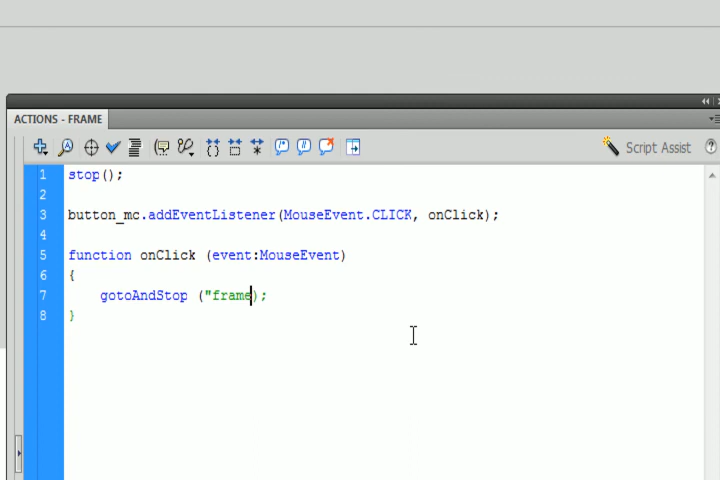 ACTIONS - FRAME
Script Assist
1 stop();
2
3 button_mc.addEventListener(MouseEvent.CLICK, onClick);
4
5 function onClick (event:MouseEvent)
6 {
7 gotoAndStop ("frame);
8 }